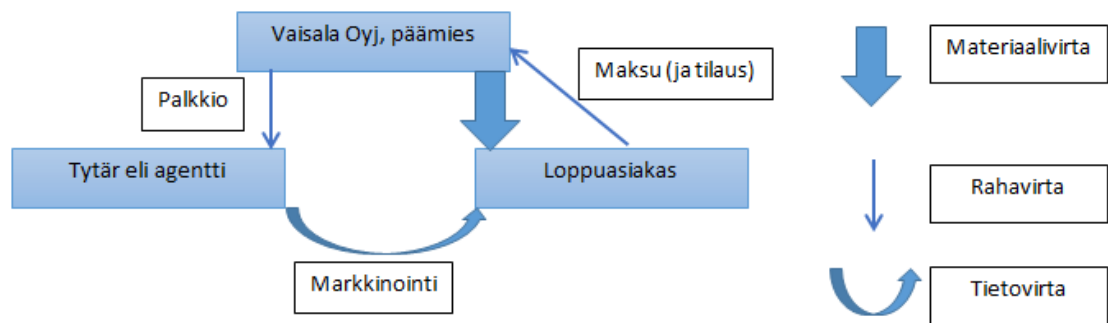 Vaisala Oyj, päämies
Materiaalivirta
Maksu (ja tilaus)
Palkkio
Tytär eli agentti
Loppuasiakas
Rahavirta
Markkinointi
Tietovirta